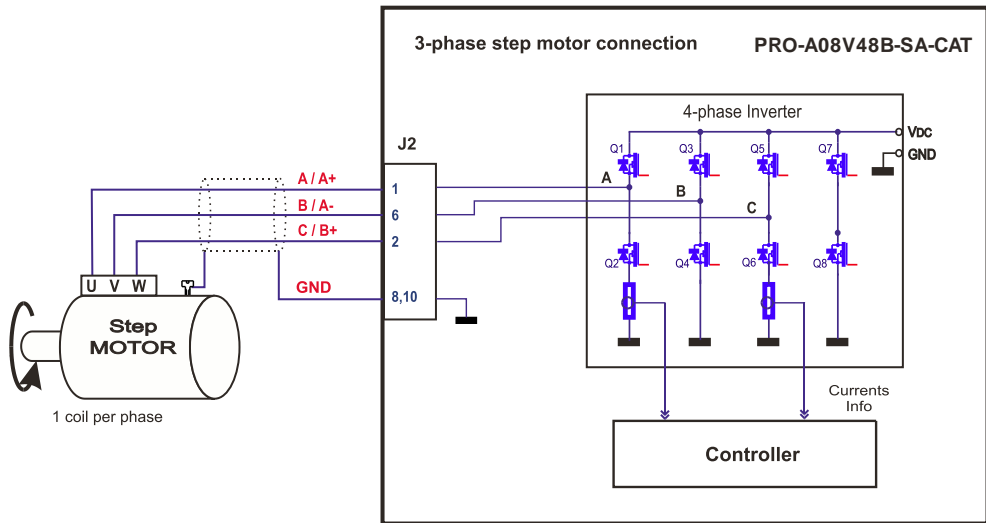 3-phase step motor connection
PRO-A08V48B-SA-CAT
4-phase Inverter
VDC
GND
Q1
Q3
Q5
Q7
J2
A / A+
1
A
B / A-
6
B
C / B+
2
C
Q2
Q4
Q6
Q8
GND
8,10
U V W
Step
MOTOR
1 coil per phase
Currents
Info
Controller